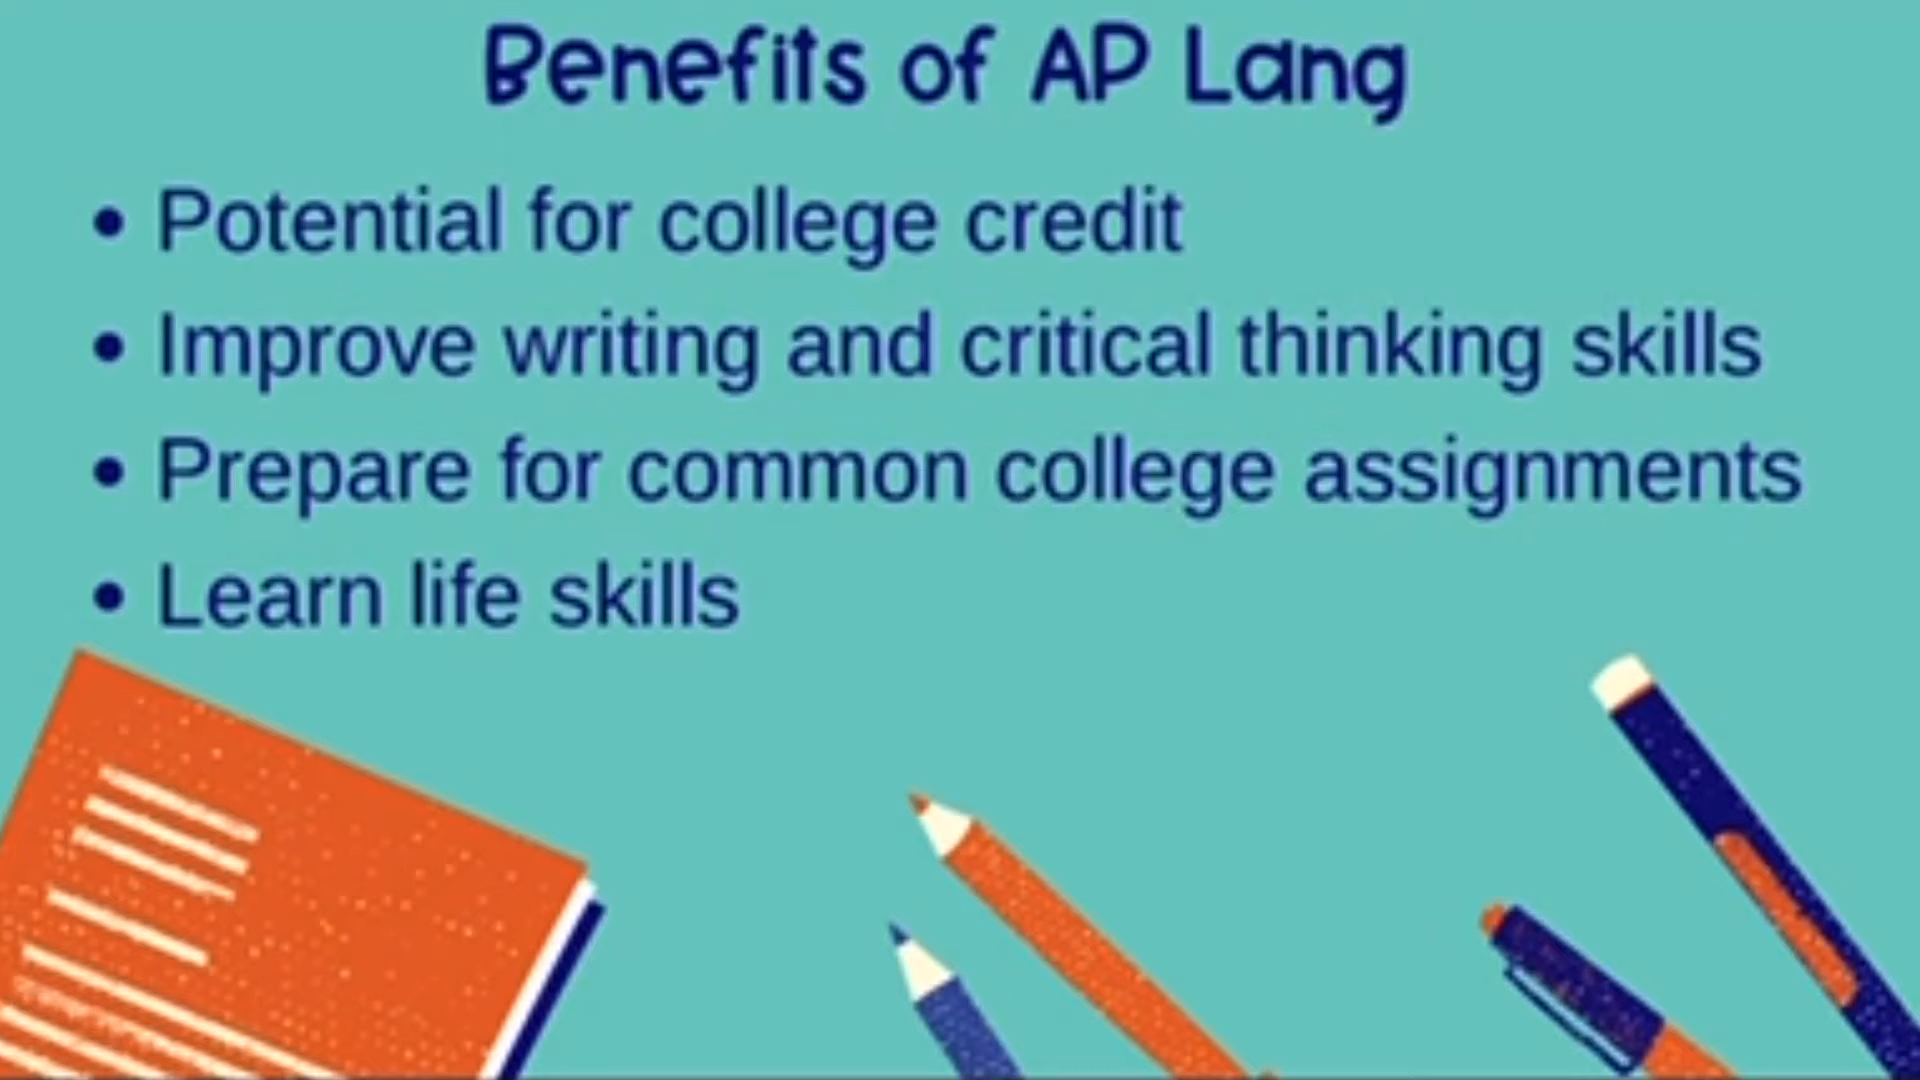 Benefits of AP Lang
• Potential for college credit
• Improve writing and critical thinking skills
• Prepare for common college assignments
• Learn life skills